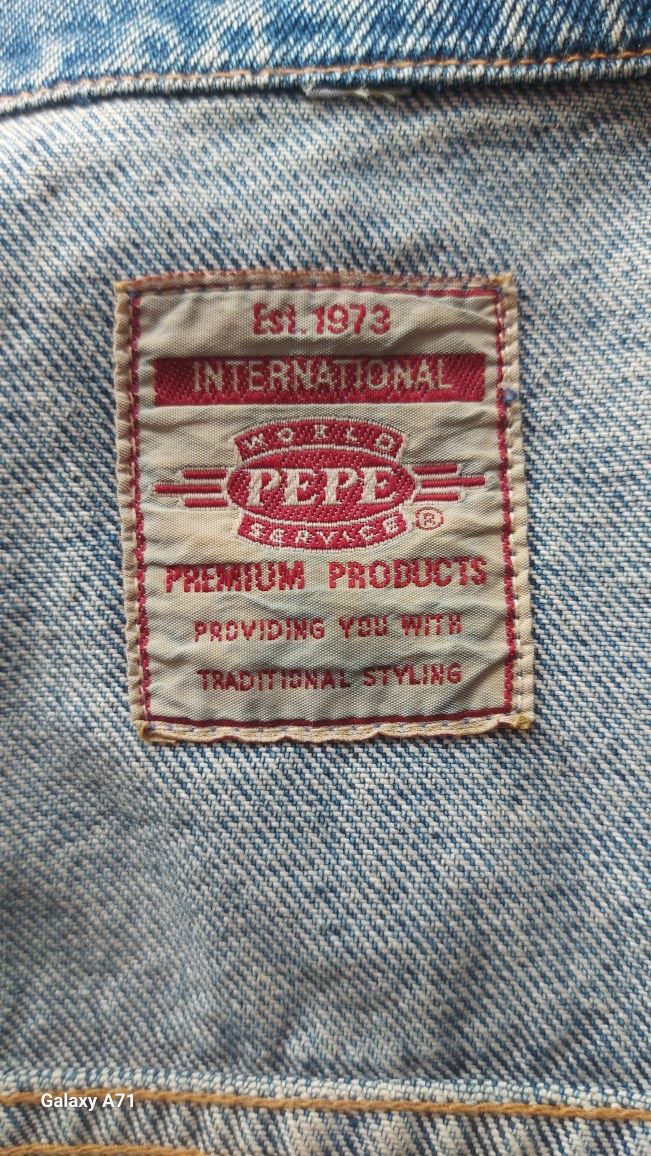 Est. 1973
INTERNATIONAL
WORLD
PEPE
SERVICE ®
PREMIUM PRODUCTS
PROVIDING YOU WITH
TRADITIONAL STYLING
Galaxy A71